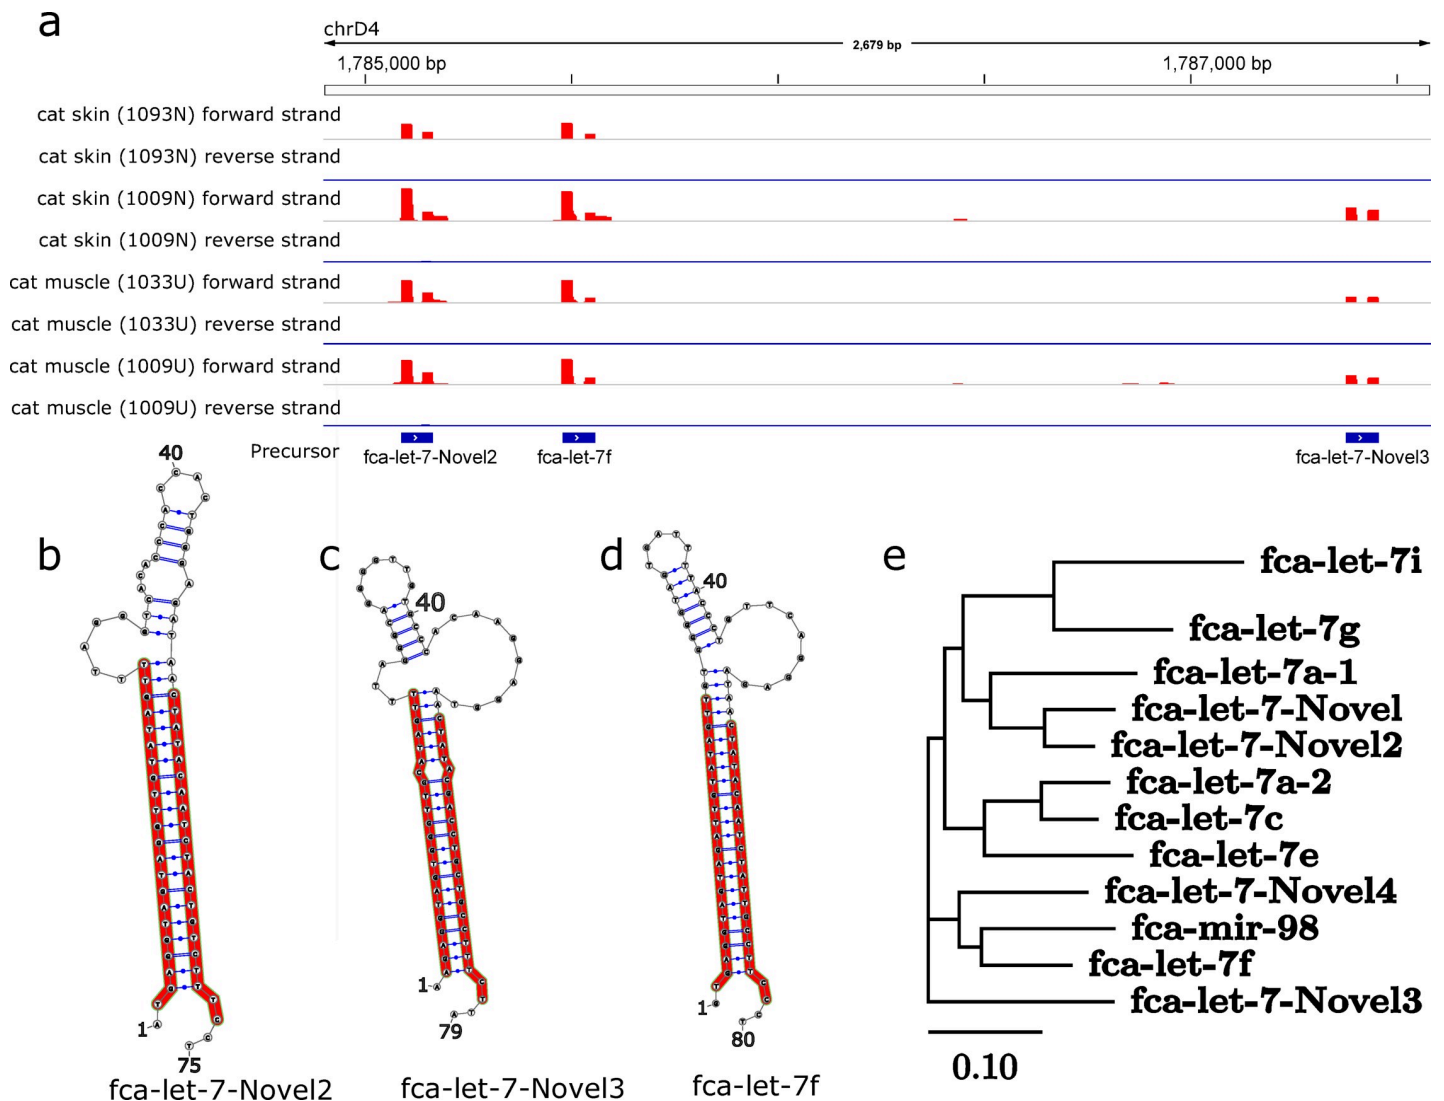 a
chrD4
2,679 bp
1,785,000 bp
1,787,000 bp
cat skin (1093N) forward strand
cat skin (1093N) reverse strand
cat skin (1009N) forward strand
cat skin (1009N) reverse strand
cat muscle (1033U) forward strand
cat muscle (1033U) reverse strand
cat muscle (1009U) forward strand
cat muscle (1009U) reverse strand
Precursor
fca-let-7-Novel2
fca-let-7f
fca-let-7-Novel3
b
40
1
75
fca-let-7-Novel2
c
40
1
79
fca-let-7-Novel3
d
40
1
80
fca-let-7f
e
fca-let-7i
fca-let-7g
fca-let-7a-1
fca-let-7-Novel
fca-let-7-Novel2
fca-let-7a-2
fca-let-7c
fca-let-7e
fca-let-7-Novel4
fca-mir-98
fca-let-7f
fca-let-7-Novel3
0.10